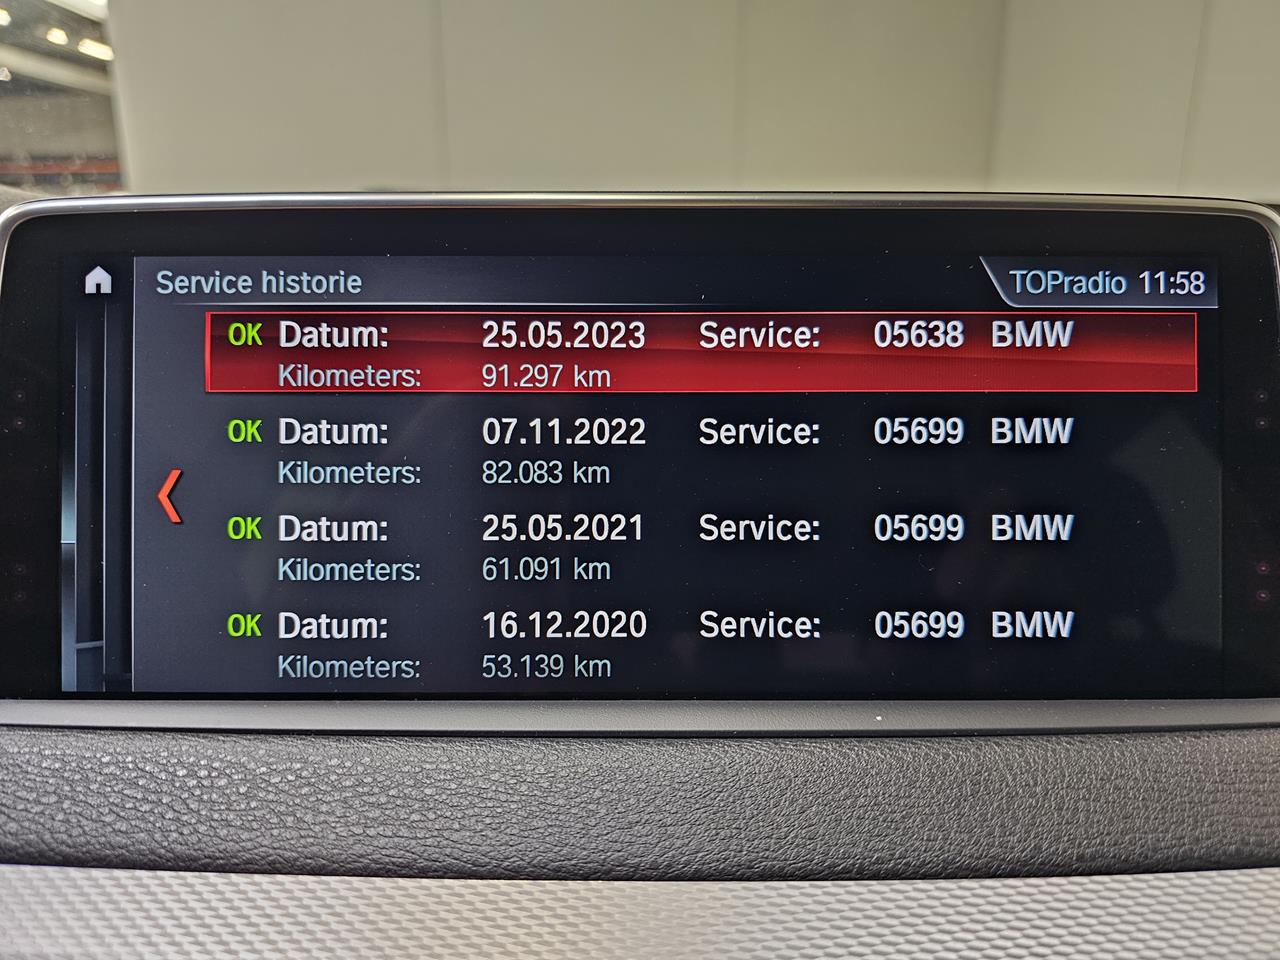 Service historie
TOPradio 11:58
OK Datum: 25.05.2023 Service: 05638 BMW
Kilometers: 91.297 km
OK Datum: 07.11.2022 Service: 05699 BMW
Kilometers: 82.083 km
OK Datum: 25.05.2021 Service: 05699 BMW
Kilometers: 61.091 km
OK Datum: 16.12.2020 Service: 05699 BMW
Kilometers: 53.139 km